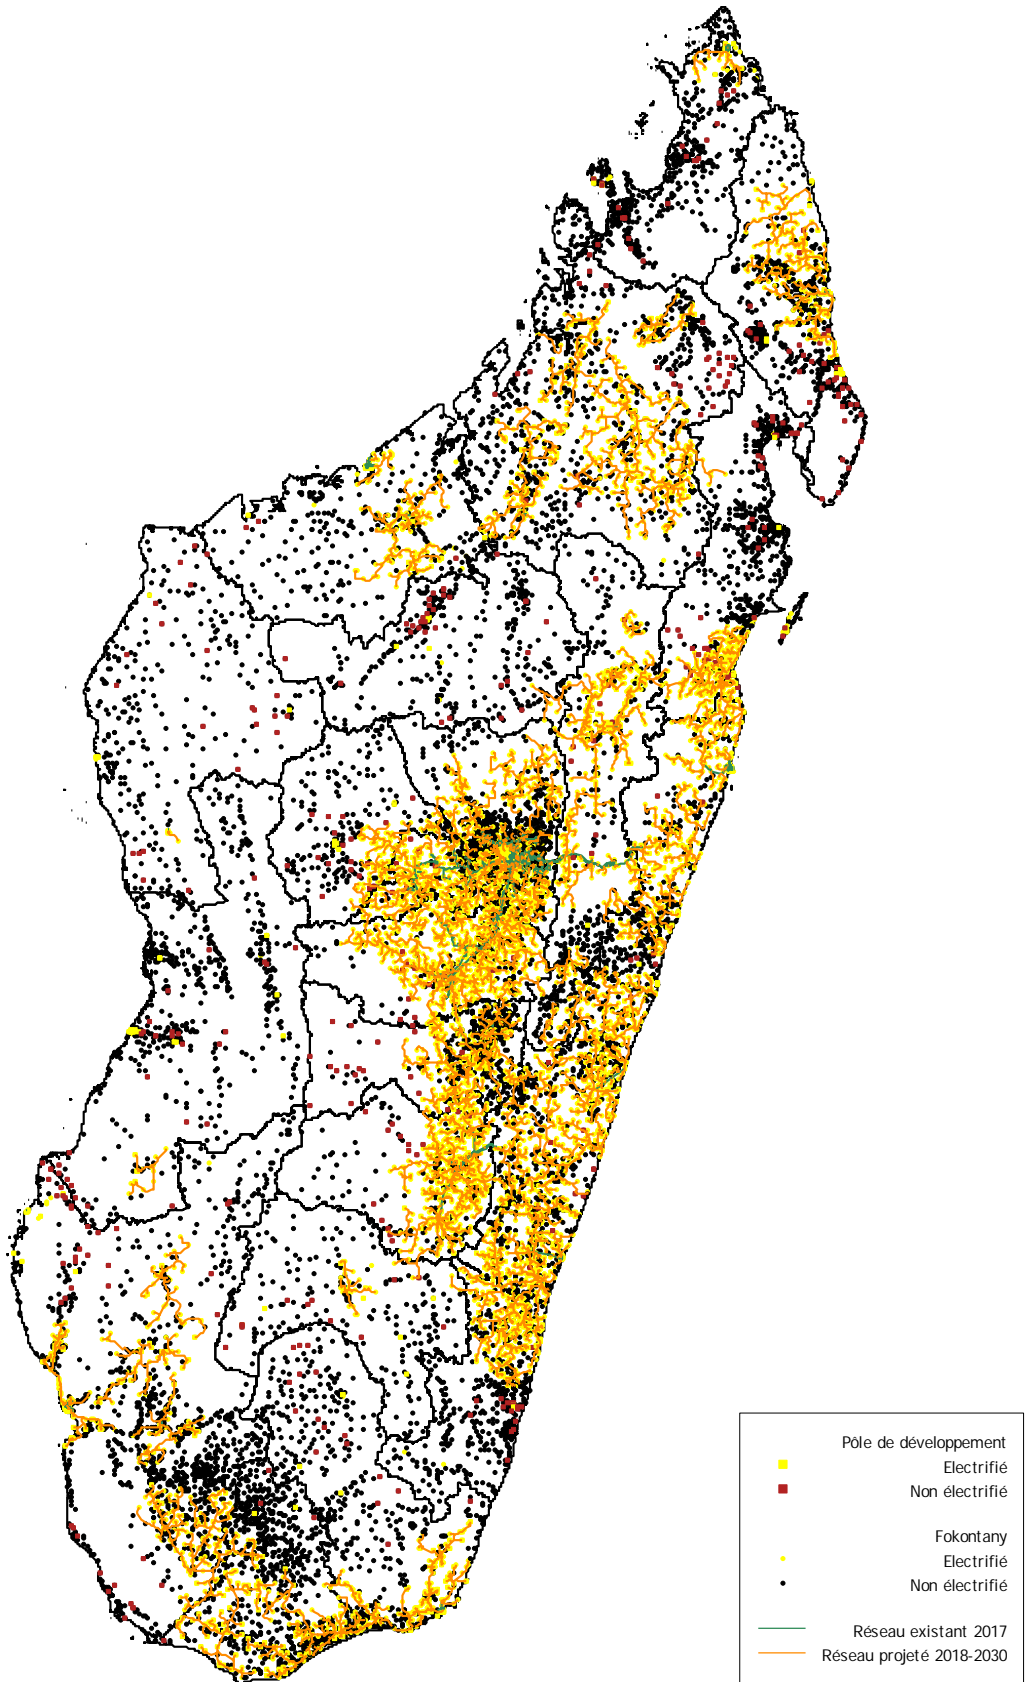 Pôle de développement
Electrifié
Non électrifié
Fokontany
Electrifié
Non électrifié
Réseau existant 2017
Réseau projeté 2018-2030